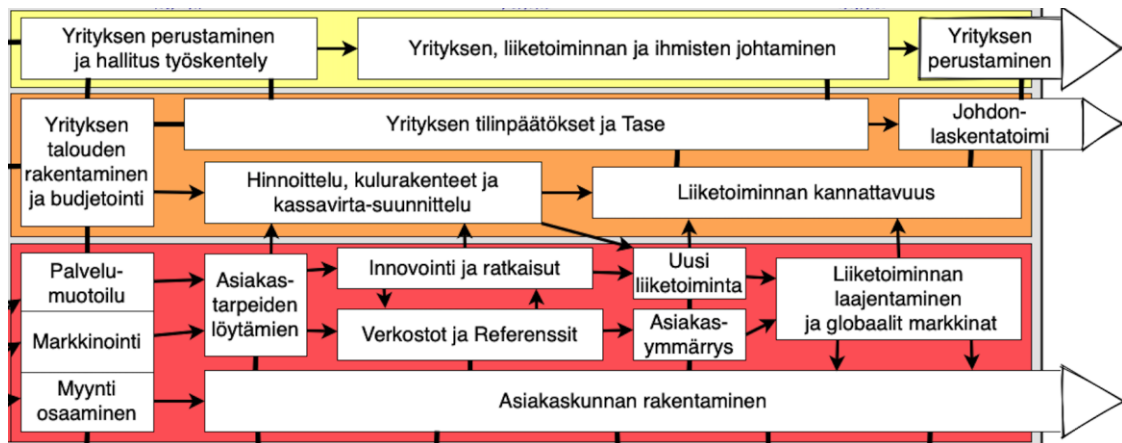 Yrityksen perustaminen
ja hallitus työskentely
Yrityksen, liiketoiminnan ja ihmisten johtaminen
Yrityksen
perustaminen
Yrityksen
talouden
rakentaminen
ja budjetointi
Yrityksen tilinpäätökset ja Tase
Johdon-
laskentatoimi
Hinnoittelu, kulurakenteet ja
kassavirta-suunnittelu
Liiketoiminnan kannattavuus
Palvelu-
muotoilu
Markkinointi
Myynti
osaaminen
Asiakas-
tarpeiden
löytämien
Innovointi ja ratkaisut
Verkostot ja Referenssit
Uusi
liiketoiminta
Asiakas-
ymmärrys
Liiketoiminnan
laajentaminen
ja globaalit markkinat
Asiakaskunnan rakentaminen